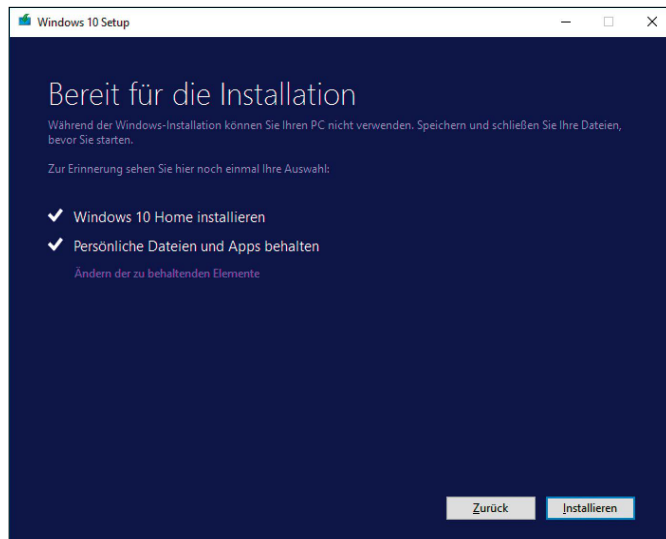 Windows 10 Setup
Bereit für die Installation
Während der Windows-Installation können Sie Ihren PC nicht verwenden. Speichern und schließen Sie Ihre Dateien,
bevor Sie starten.
Zur Erinnerung sehen Sie hier noch einmal Ihre Auswahl:
Windows 10 Home installieren
Persönliche Dateien und Apps behalten
Ändern der zu behaltenden Elemente
Zurück
Installieren